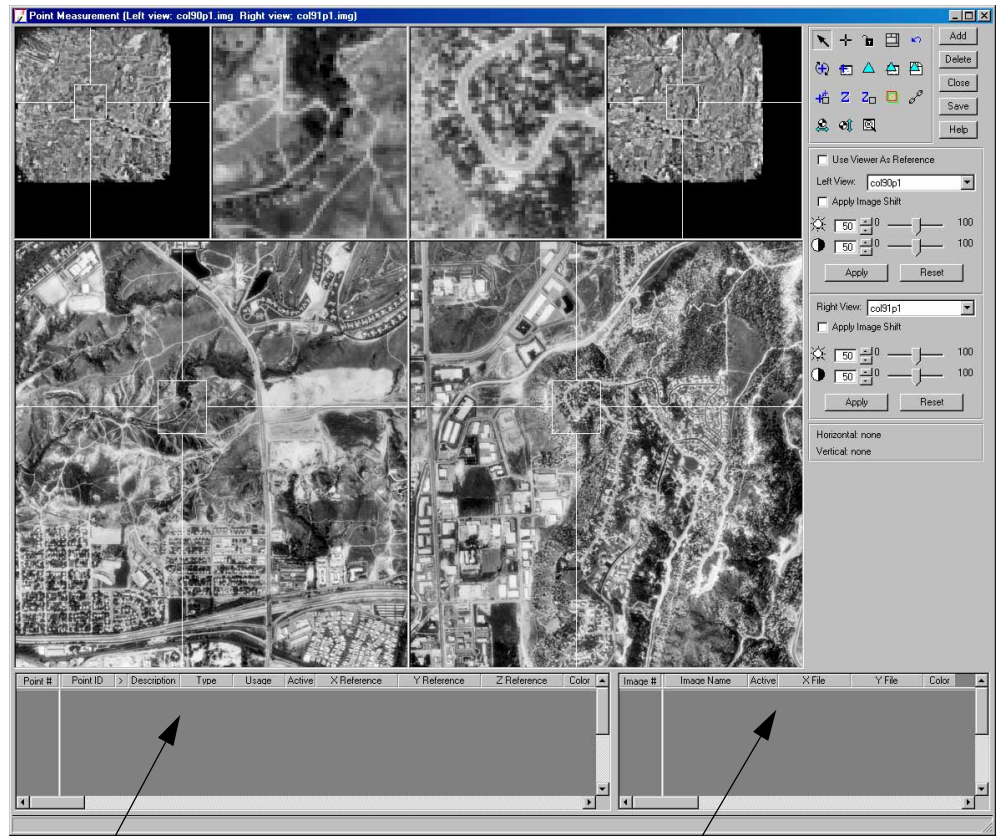 Point Measurement (Left view: col90p1.img Right view: col91p1.img)
Add
Delete
Close
Save
Help
Use Viewer As Reference
Left View: col90p1
Apply Image Shift
50 0 100
50 0 100
Apply Reset
Right View: col91p1
Apply Image Shift
50 0 100
50 0 100
Apply Reset
Horizontal: none
Vertical: none
Point # Point ID > Description Type Usage Active X Reference Y Reference Z Reference Color
Image # Image Name Active X File Y File Color